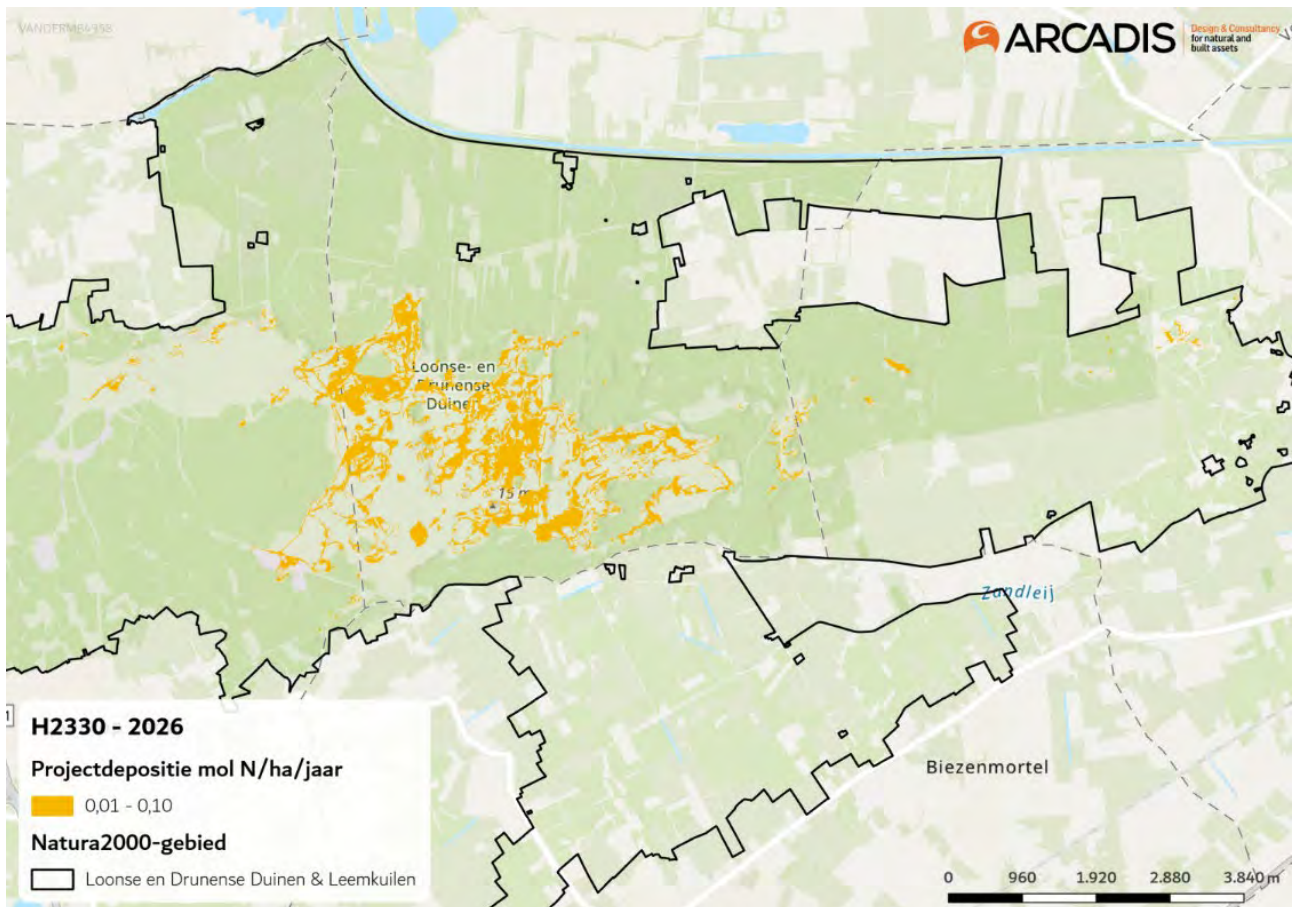 VANDERMB4958
ARCADIS
Design & Consultancy
for natural and
built assets
Loonse- en
Drunense
Duinen
15 m
Zandleij
Biezenmortel
H2330 - 2026
Projectdepositie mol N/ha/jaar
0,01 - 0,10
Natura2000-gebied
Loonse en Drunense Duinen & Leemkuilen
0 960 1.920 2.880 3.840 m